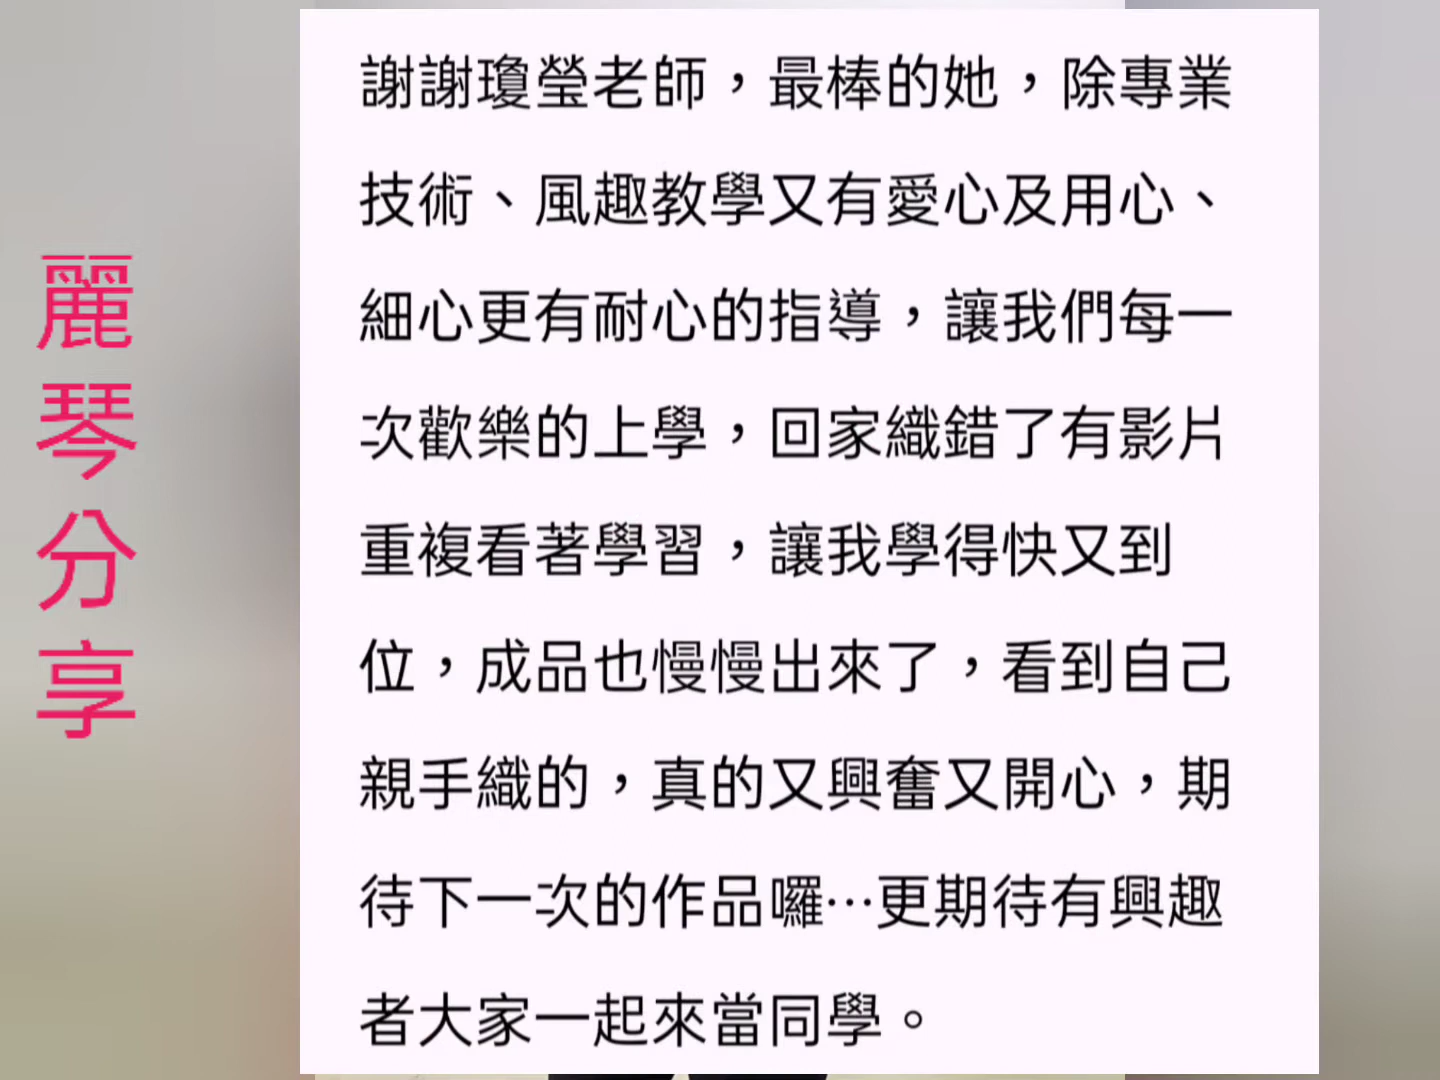 麗琴分享
謝謝瓊瑩老師，最棒的她，除專業
技術、風趣教學又有愛心及用心、
細心更有耐心的指導，讓我們每一
次歡樂的上學，回家織錯了有影片
重複看著學習，讓我學得快又到
位，成品也慢慢出來了，看到自己
親手織的，真的又興奮又開心，期
待下一次的作品囉…更期待有興趣
者大家一起來當同學。